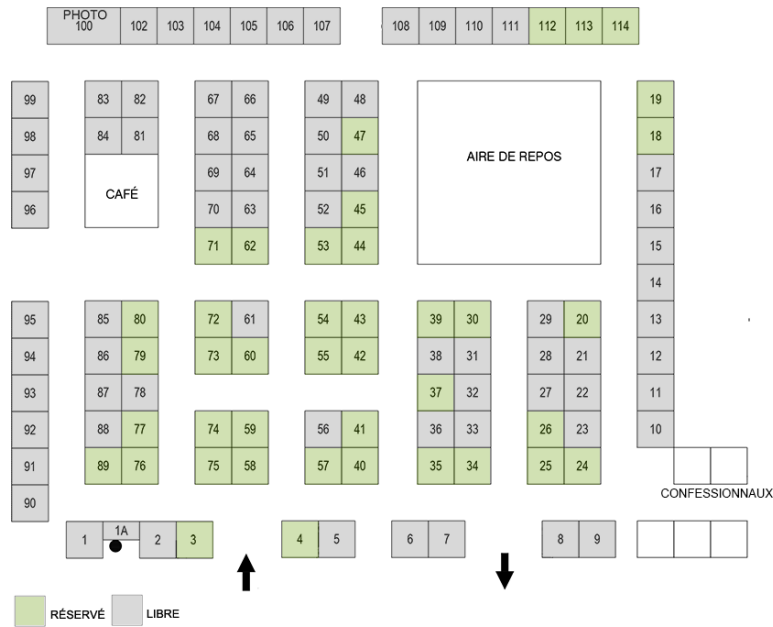 PHOTO
100 102 103 104 105 106 107 108 109 110 111 112 113 114
99 83 82 67 66 49 48 19
98 84 81 68 65 50 47 18
AIRE DE REPOS
97 69 64 51 46 17
CAFÉ
96 70 63 52 45 16
71 62 53 44 15
14
95 85 80 72 61 54 43 39 30 29 20 13
94 86 79 73 60 55 42 38 31 28 21 12
93 87 78 37 32 27 22 11
92 88 77 74 59 56 41 36 33 26 23 10
91 89 76 75 58 57 40 35 34 25 24
CONFESSIONNAUX
90
1 1A 2 3 4 5 6 7 8 9
RÉSERVÉ LIBRE